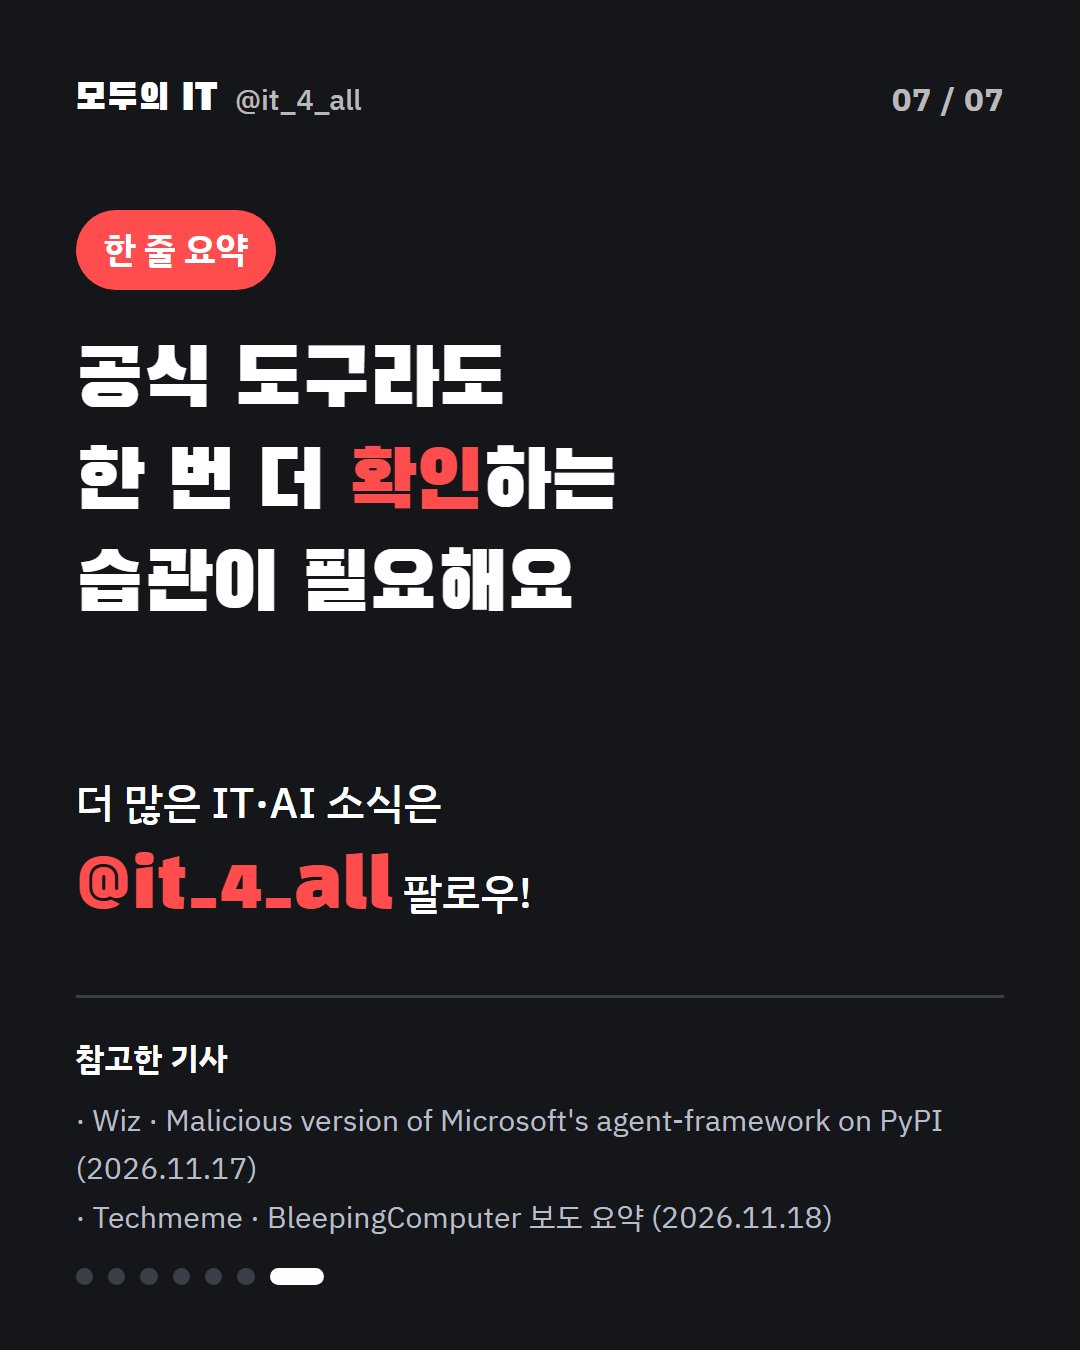 모두의 IT @it_4_all
07 / 07
한 줄 요약
공식 도구라도
한 번 더 확인하는
습관이 필요해요
더 많은 IT·AI 소식은
@it_4_all 팔로우!
참고한 기사
· Wiz · Malicious version of Microsoft's agent-framework on PyPI
(2026.11.17)
· Techmeme · BleepingComputer 보도 요약 (2026.11.18)